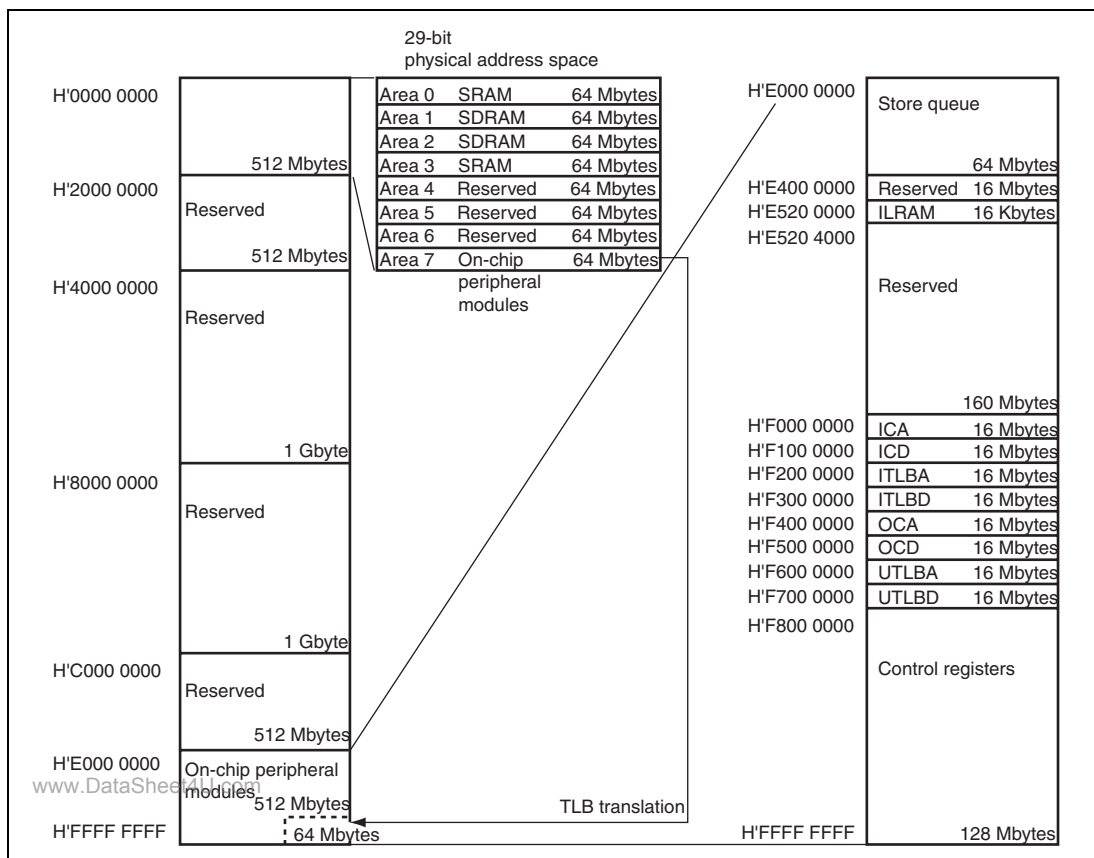 29-bit
physical address space
H'0000 0000
512 Mbytes
H'2000 0000
Reserved
512 Mbytes
H'4000 0000
Reserved
1 Gbyte
H'8000 0000
Reserved
1 Gbyte
H'C000 0000
Reserved
512 Mbytes
H'E000 0000
On-chip peripheral
modules
512 Mbytes
www.DataSheet4U.com
64 Mbytes
H'FFFF FFFF
Area 0 SRAM 64 Mbytes
Area 1 SDRAM 64 Mbytes
Area 2 SDRAM 64 Mbytes
Area 3 SRAM 64 Mbytes
Area 4 Reserved 64 Mbytes
Area 5 Reserved 64 Mbytes
Area 6 Reserved 64 Mbytes
Area 7 On-chip 64 Mbytes
peripheral
modules
TLB translation
H'E000 0000
Store queue
64 Mbytes
H'E400 0000 Reserved 16 Mbytes
H'E520 0000 ILRAM 16 Kbytes
H'E520 4000
Reserved
160 Mbytes
H'F000 0000 ICA 16 Mbytes
H'F100 0000 ICD 16 Mbytes
H'F200 0000 ITLBA 16 Mbytes
H'F300 0000 ITLBD 16 Mbytes
H'F400 0000 OCA 16 Mbytes
H'F500 0000 OCD 16 Mbytes
H'F600 0000 UTLBA 16 Mbytes
H'F700 0000 UTLBD 16 Mbytes
H'F800 0000
Control registers
H'FFFF FFFF
128 Mbytes